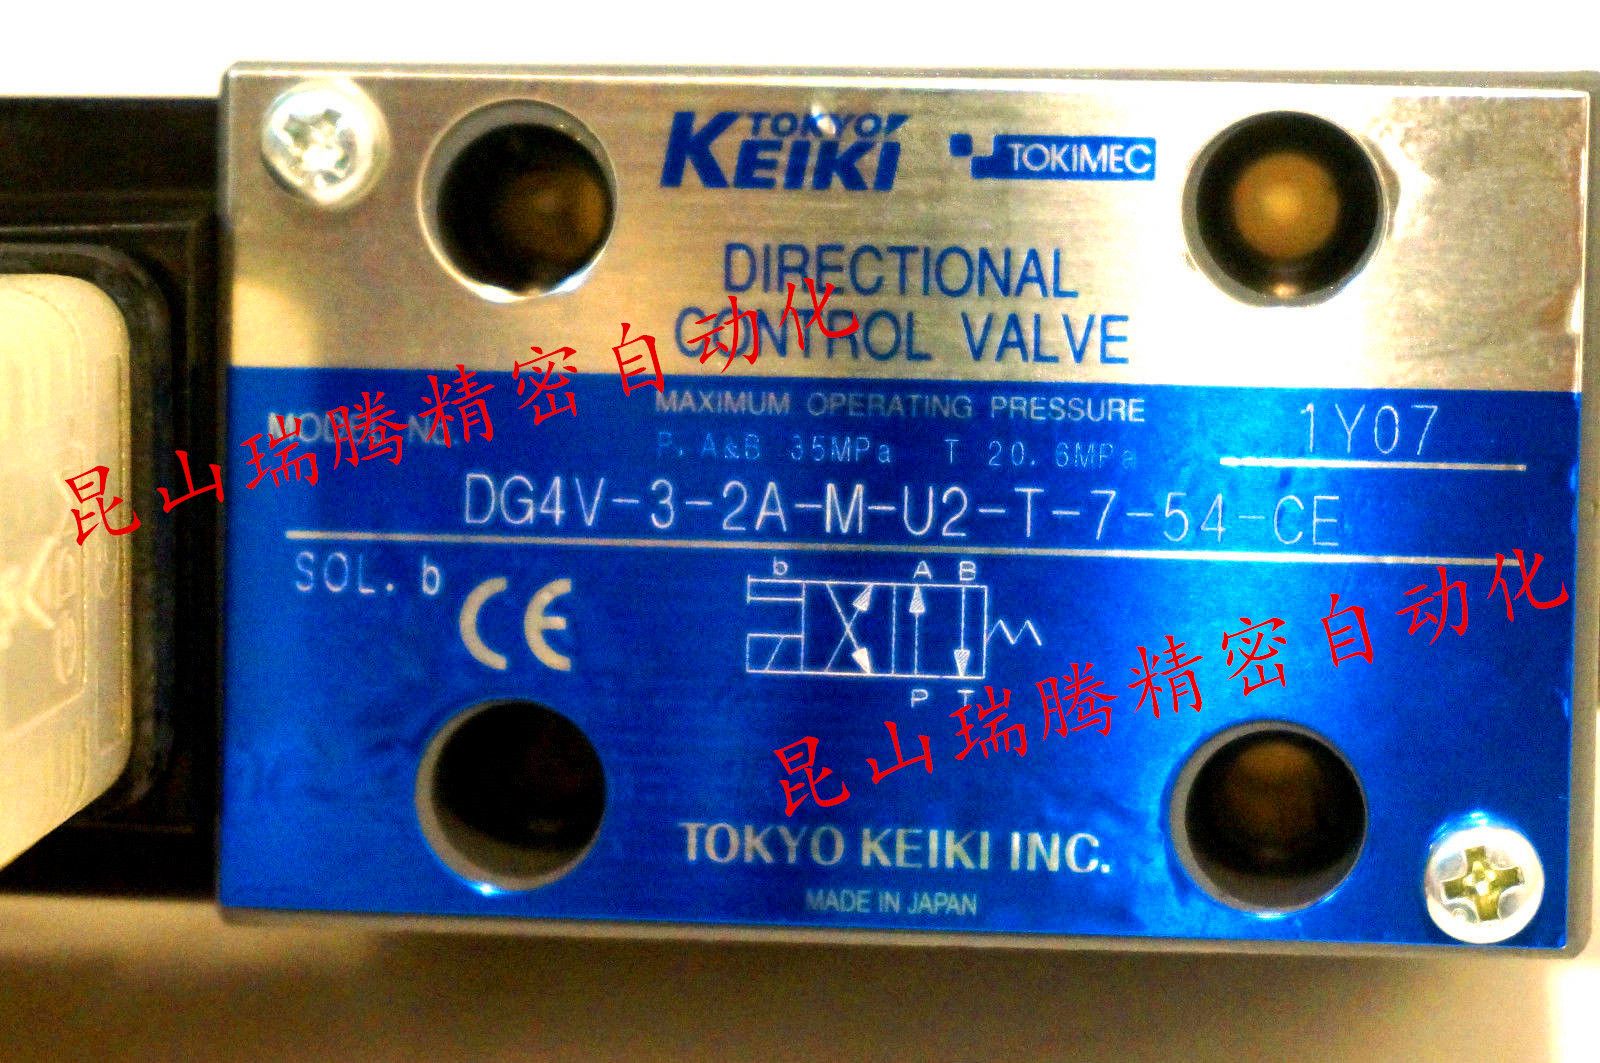 TOKYO
KEIKI TOKIMEC
DIRECTIONAL
CONTROL VALVE
昆山瑞腾精密自动化
MAXIMUM OPERATING PRESSURE
MODEL No.
P, A&B 35MPa T 20.6MPa
1Y07
DG4V-3-2A-M-U2-T-7-54-CE
SOL. b
CE
b A B
P T
昆山瑞腾精密自动化
TOKYO KEIKI INC.
MADE IN JAPAN